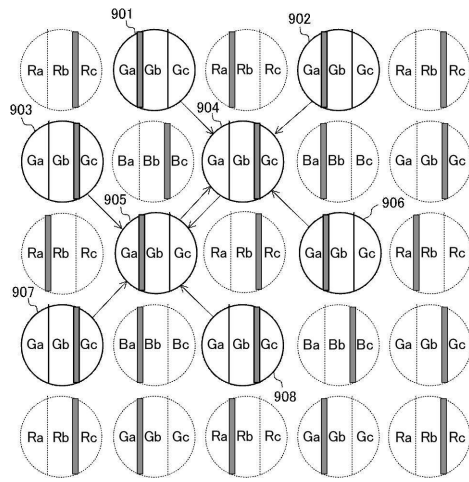 901 902
Ra Rb Rc Ga Gb Gc Ra Rb Rc Ga Gb Gc Ra Rb Rc
903 904
Ga Gb Gc Ba Bb Bc Ga Gb Gc Ba Bb Bc Ga Gb Gc
905 906
Ra Rb Rc Ga Gb Gc Ra Rb Rc Ga Gb Gc Ra Rb Rc
907
Ga Gb Gc Ba Bb Bc Ga Gb Gc Ba Bb Bc Ga Gb Gc
908
Ra Rb Rc Ga Gb Gc Ra Rb Rc Ga Gb Gc Ra Rb Rc